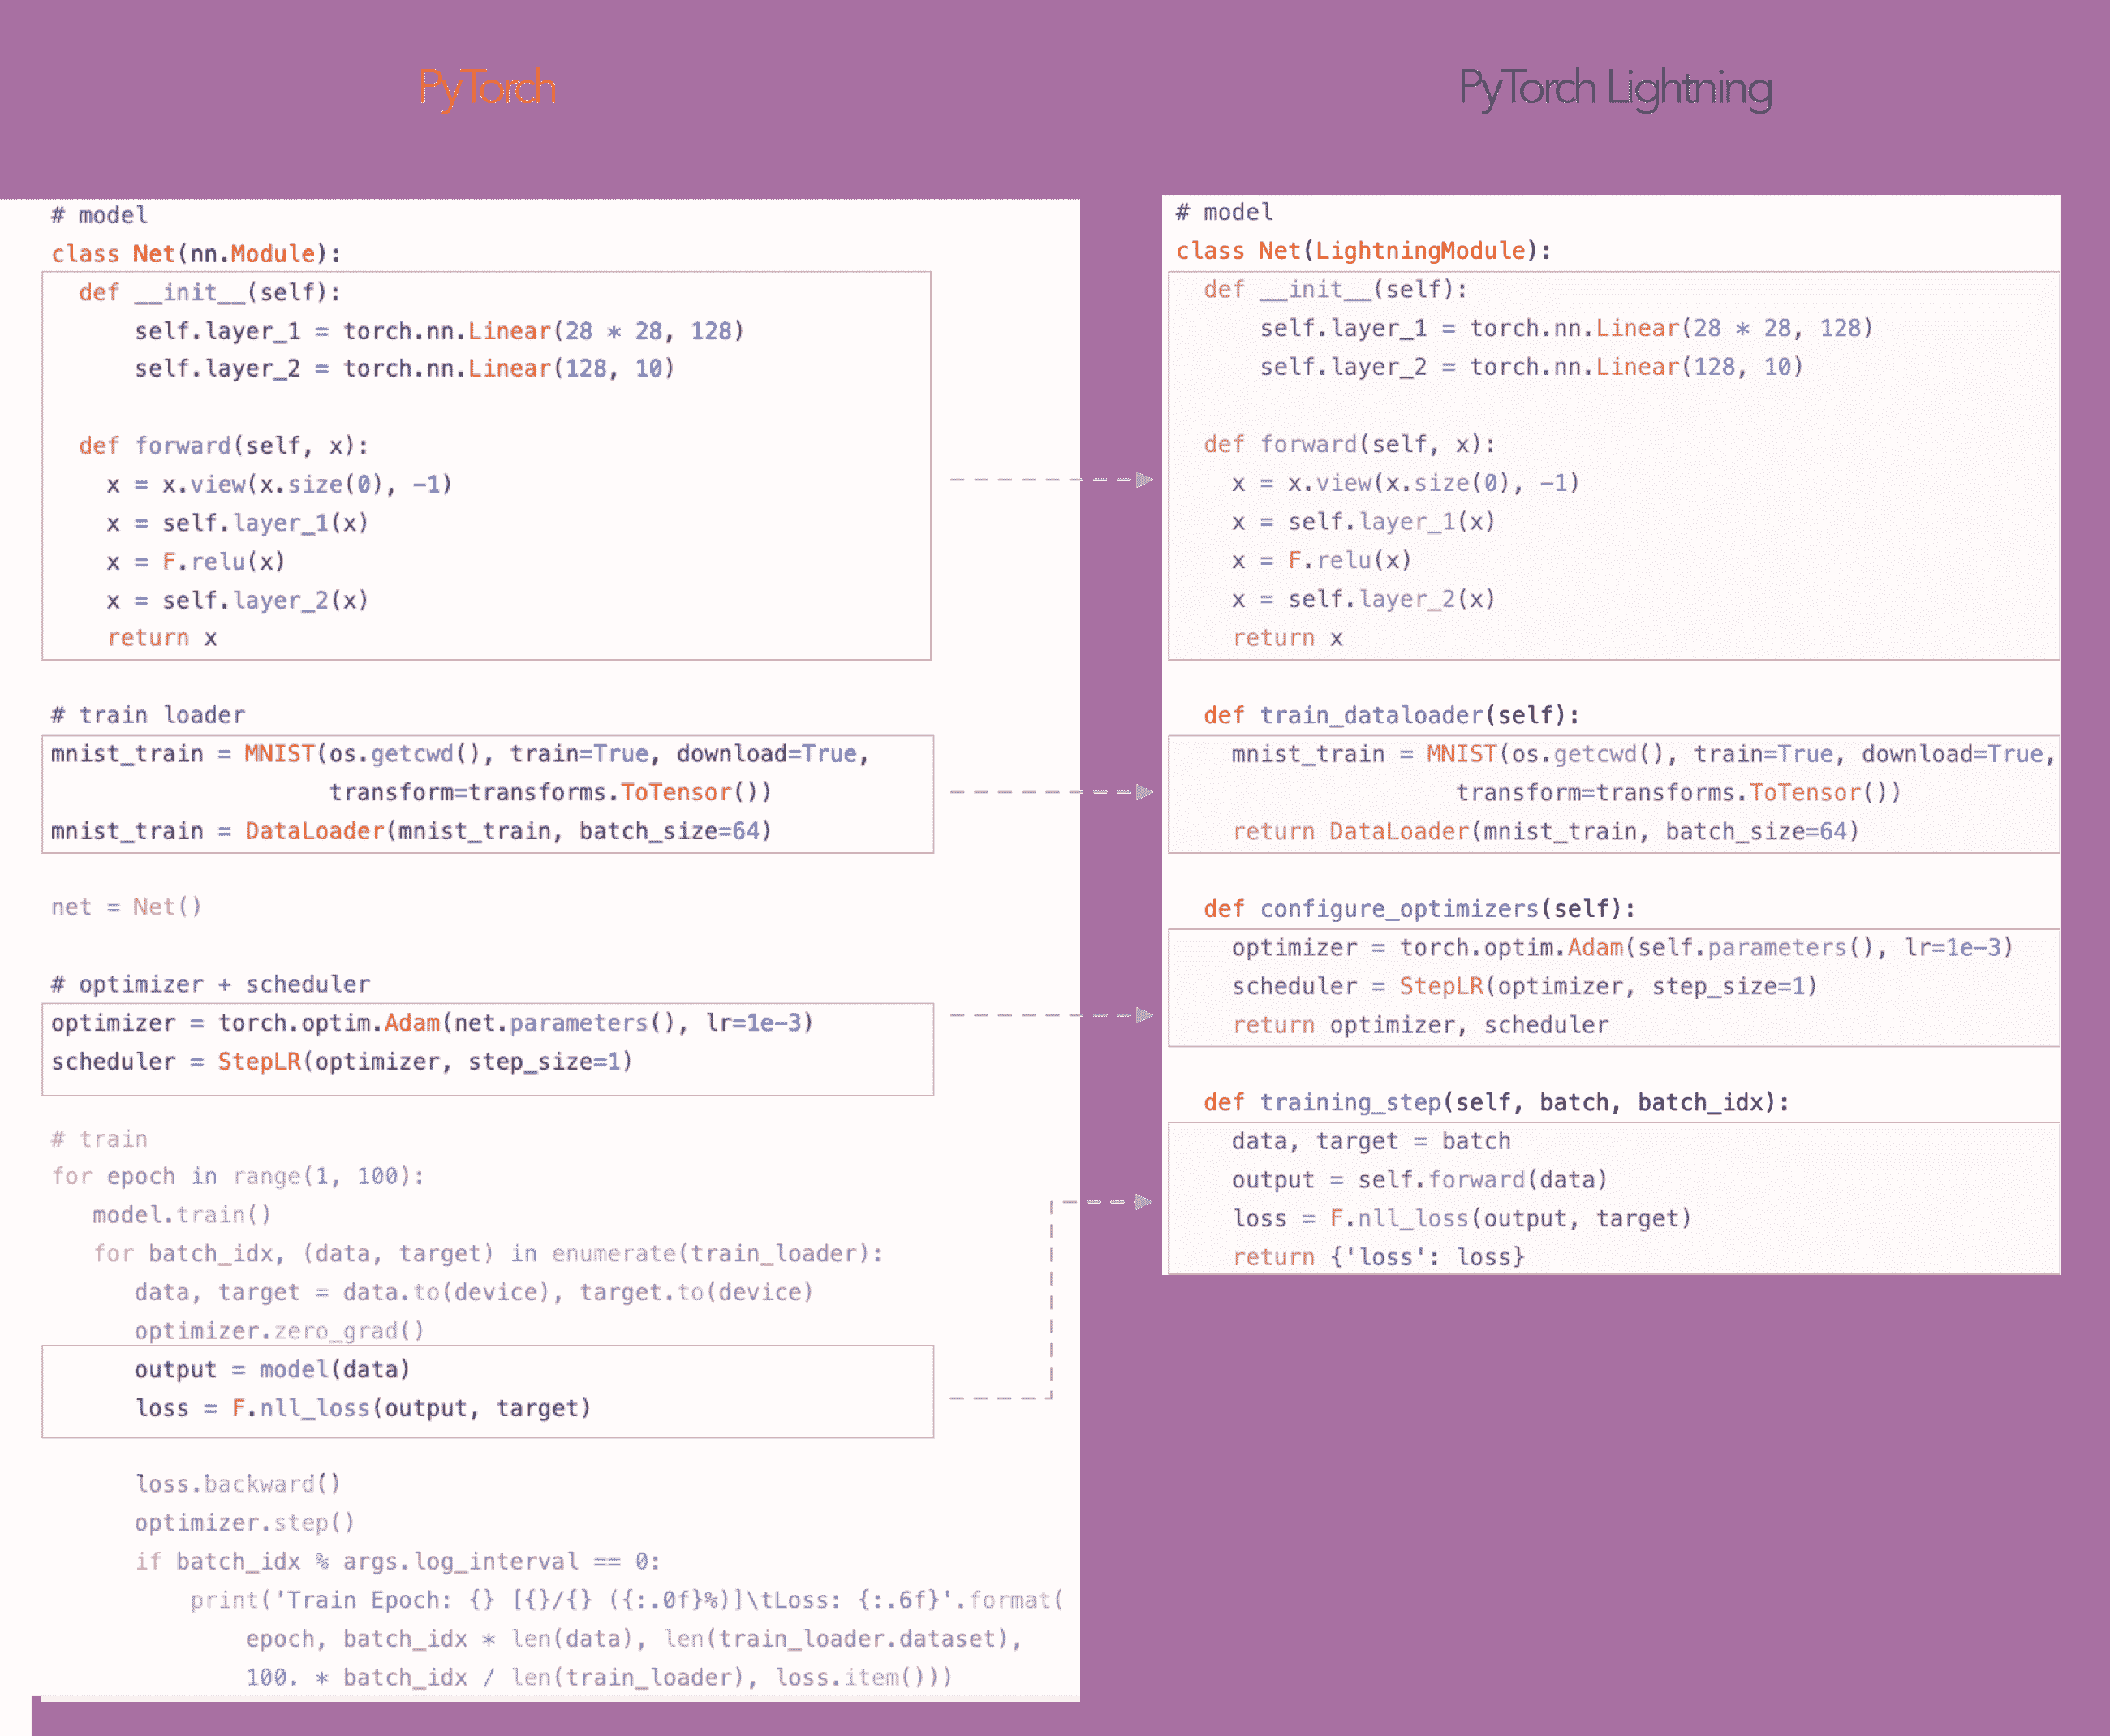 PyTorch
PyTorch Lightning
# model
class Net(nn.Module):
  def __init__(self):
      self.layer_1 = torch.nn.Linear(28 * 28, 128)
      self.layer_2 = torch.nn.Linear(128, 10)
  def forward(self, x):
    x = x.view(x.size(0), -1)
    x = self.layer_1(x)
    x = F.relu(x)
    x = self.layer_2(x)
    return x
# train loader
mnist_train = MNIST(os.getcwd(), train=True, download=True,
                    transform=transforms.ToTensor())
mnist_train = DataLoader(mnist_train, batch_size=64)
net = Net()
# optimizer + scheduler
optimizer = torch.optim.Adam(net.parameters(), lr=1e-3)
scheduler = StepLR(optimizer, step_size=1)
# train
for epoch in range(1, 100):
   model.train()
   for batch_idx, (data, target) in enumerate(train_loader):
      data, target = data.to(device), target.to(device)
      optimizer.zero_grad()
      output = model(data)
      loss = F.nll_loss(output, target)
      loss.backward()
      optimizer.step()
      if batch_idx % args.log_interval == 0:
          print('Train Epoch: {} [{}/{} ({:.0f}%)]\tLoss: {:.6f}'.format(
              epoch, batch_idx * len(data), len(train_loader.dataset),
              100. * batch_idx / len(train_loader), loss.item()))
# model
class Net(LightningModule):
  def __init__(self):
      self.layer_1 = torch.nn.Linear(28 * 28, 128)
      self.layer_2 = torch.nn.Linear(128, 10)
  def forward(self, x):
    x = x.view(x.size(0), -1)
    x = self.layer_1(x)
    x = F.relu(x)
    x = self.layer_2(x)
    return x
  def train_dataloader(self):
    mnist_train = MNIST(os.getcwd(), train=True, download=True,
                    transform=transforms.ToTensor())
    return DataLoader(mnist_train, batch_size=64)
  def configure_optimizers(self):
    optimizer = torch.optim.Adam(self.parameters(), lr=1e-3)
    scheduler = StepLR(optimizer, step_size=1)
    return optimizer, scheduler
  def training_step(self, batch, batch_idx):
    data, target = batch
    output = self.forward(data)
    loss = F.nll_loss(output, target)
    return {'loss': loss}